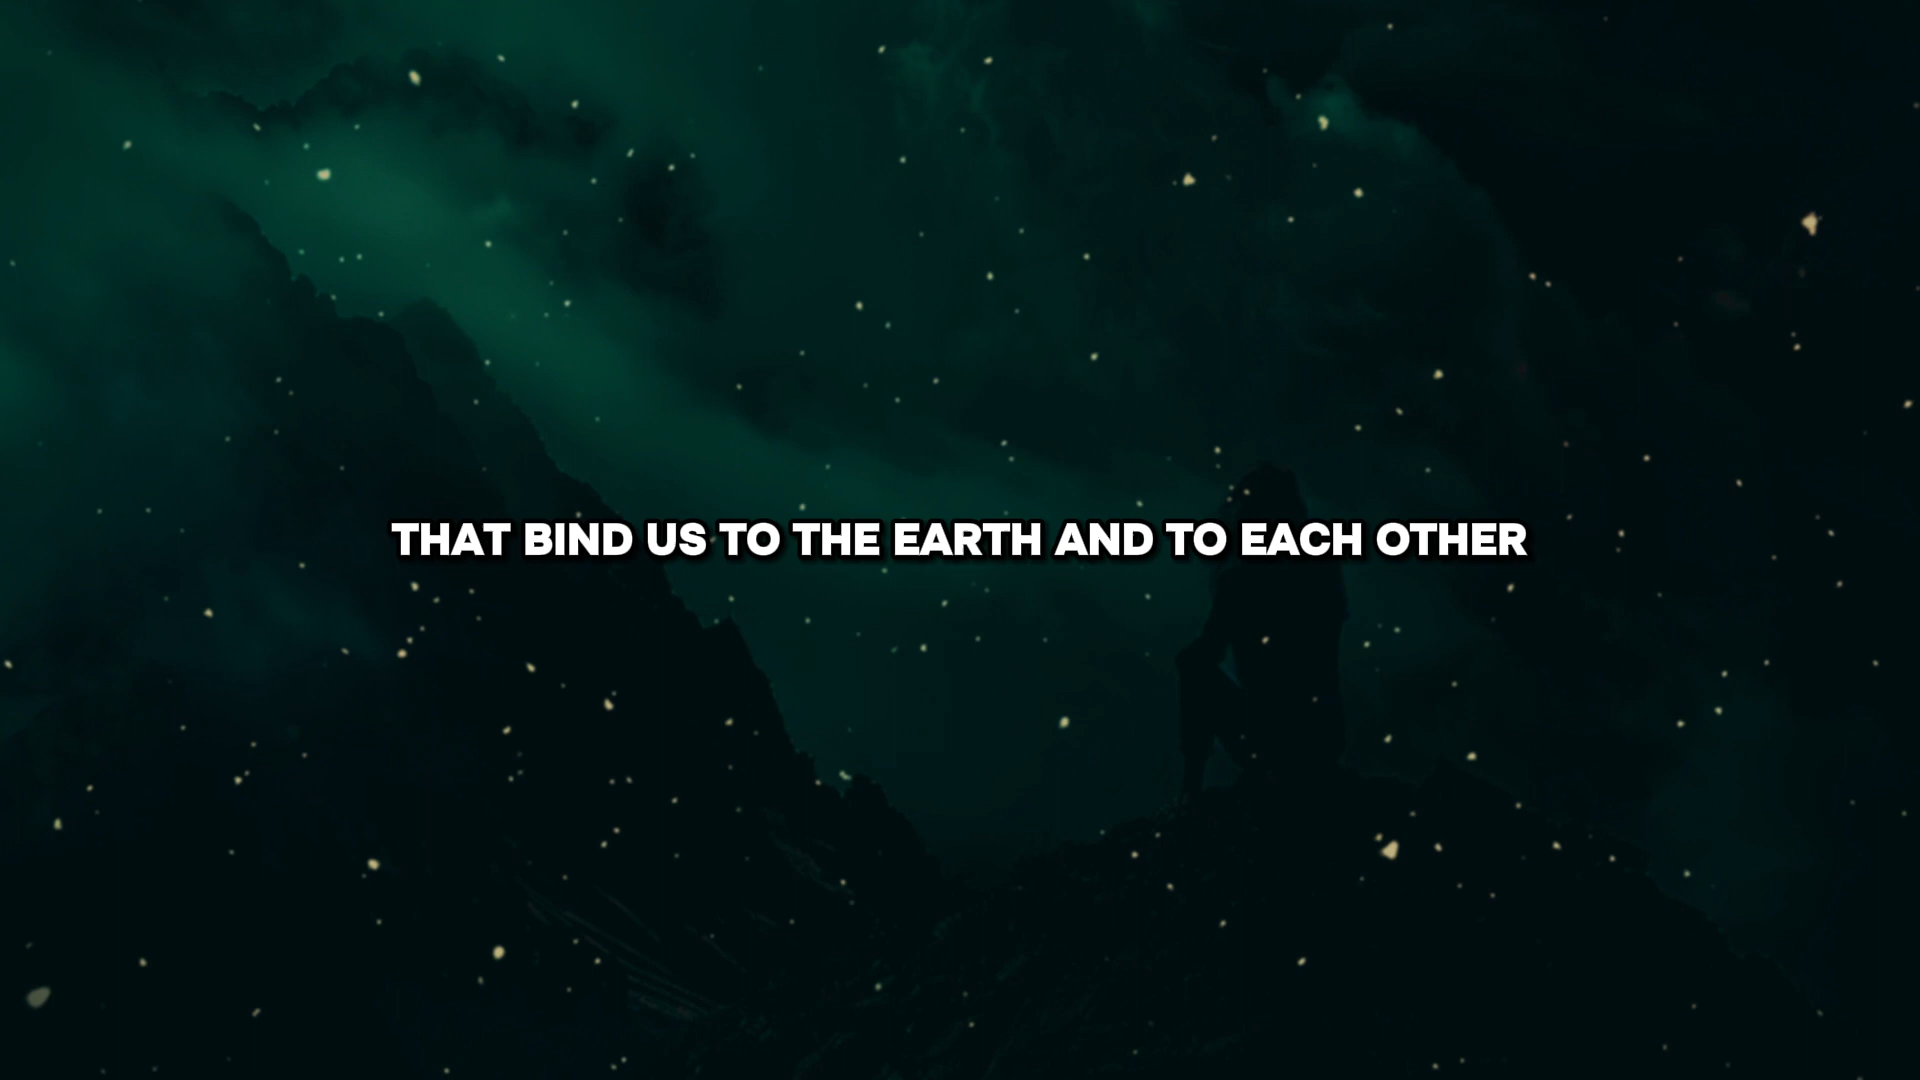 THAT BIND US TO THE EARTH AND TO EACH OTHER